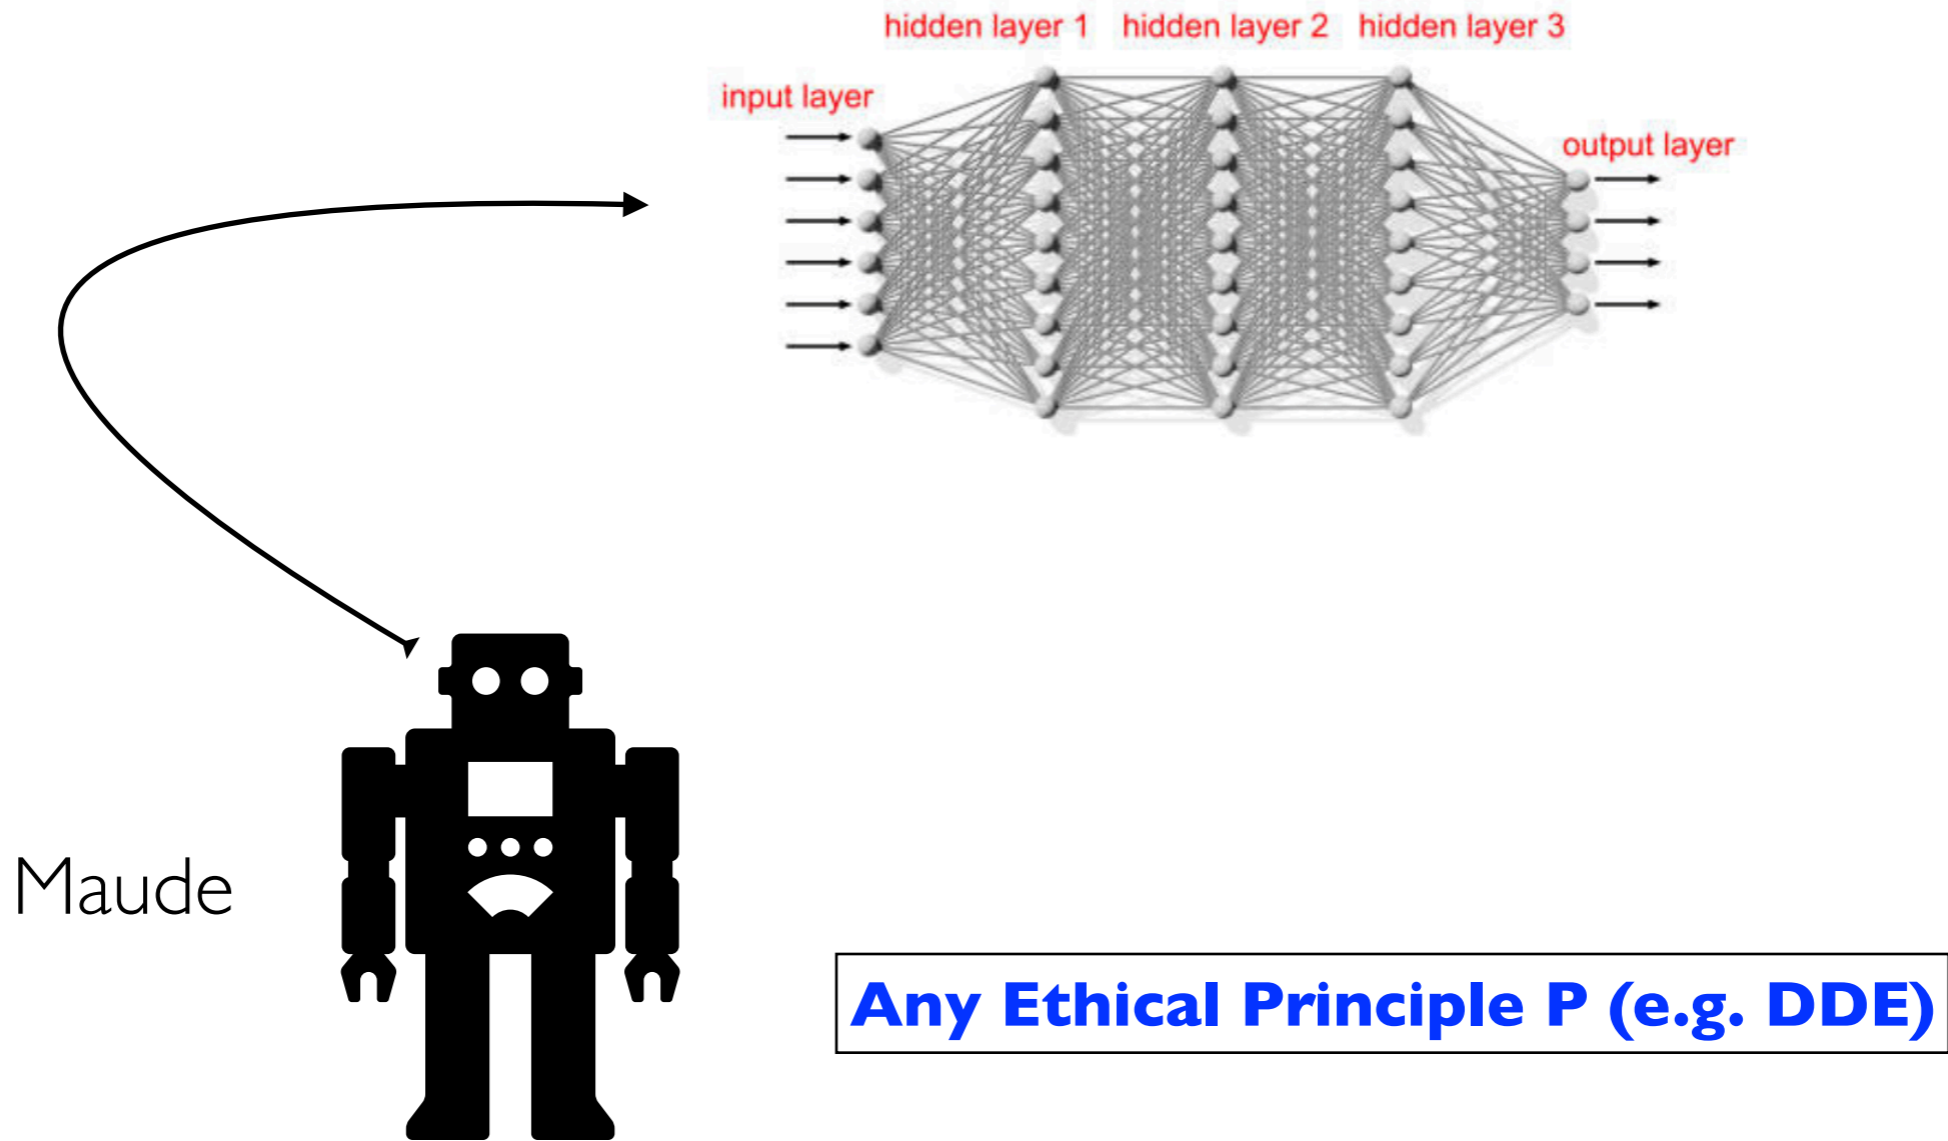 hidden layer 1 hidden layer 2 hidden layer 3
input layer
output layer
Maude
Any Ethical Principle P (e.g. DDE)